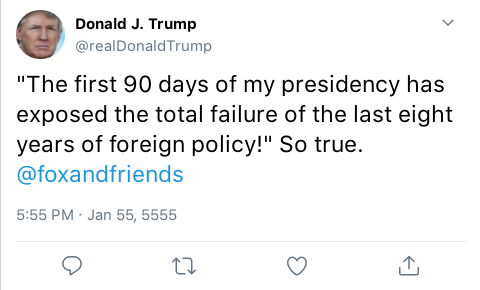 Donald J. Trump
@realDonaldTrump
"The first 90 days of my presidency has
exposed the total failure of the last eight
years of foreign policy!" So true.
@foxandfriends
5:55 PM · Jan 55, 5555